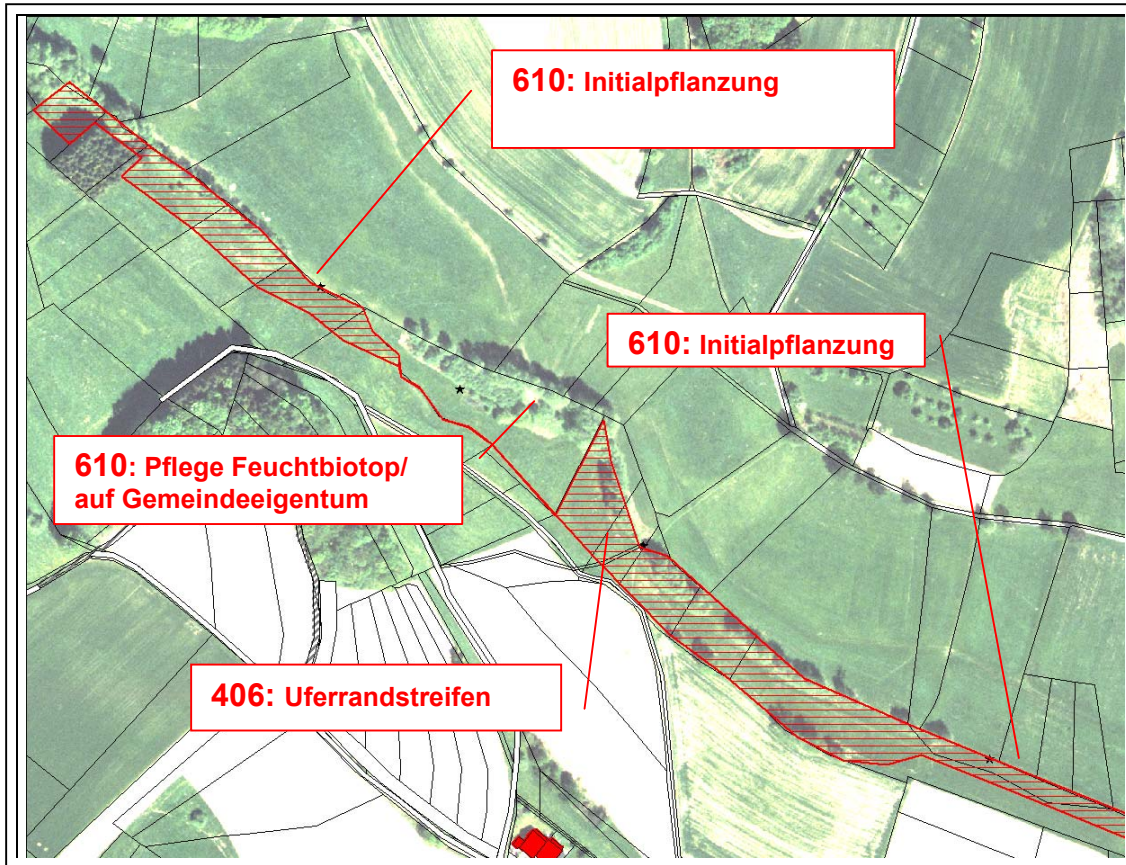 610: Initialpflanzung
610: Initialpflanzung
610: Pflege Feuchtbiotop/
auf Gemeindeeigentum
406: Uferrandstreifen